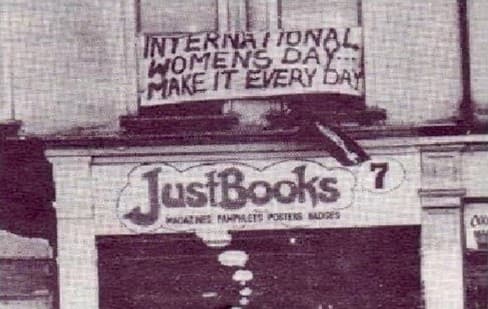 INTERNATIONAL
WOMENS DAY...
MAKE IT EVERY DAY
JustBooks
7
MAGAZINES PAMPHLETS POSTERS BADGES